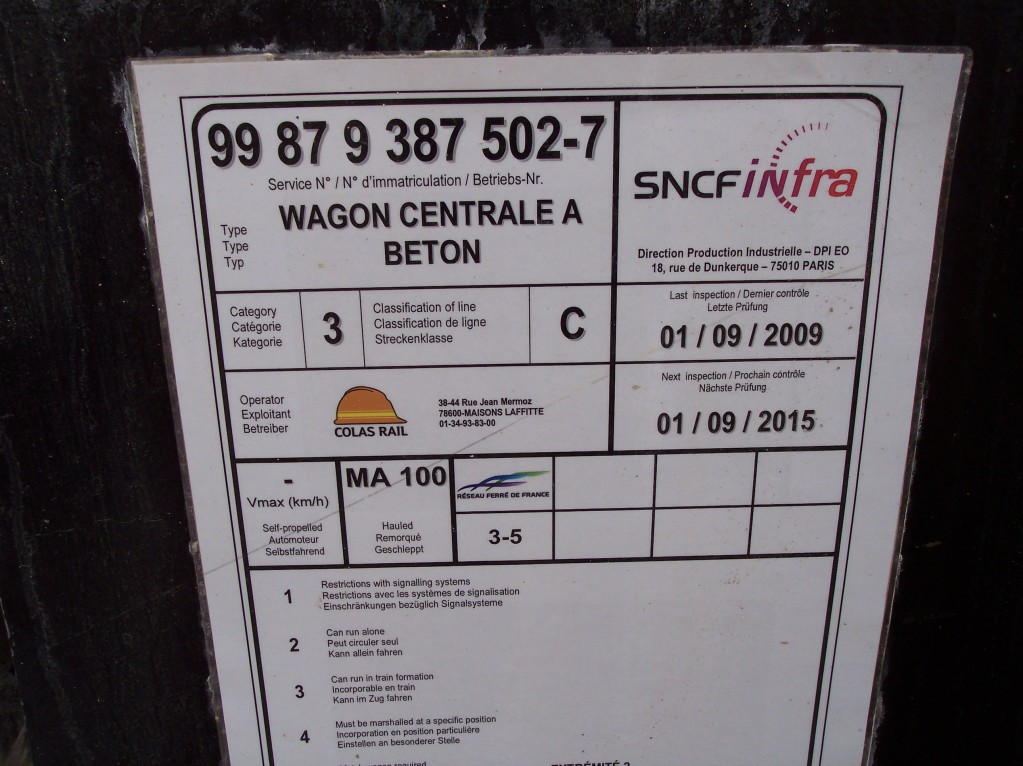 99 87 9 387 502-7
Service N° / N° d'immatriculation / Betriebs-Nr.
Type
Type
Typ
WAGON CENTRALE A
BETON
SNCF infra
Direction Production Industrielle – DPI EO
18, rue de Dunkerque – 75010 PARIS
Category
Catégorie
Kategorie
3
Classification of line
Classification de ligne
Streckenklasse
C
Last inspection / Dernier contrôle
Letzte Prüfung
01 / 09 / 2009
Operator
Exploitant
Betreiber
COLAS RAIL
38-44 Rue Jean Mermoz
78600-MAISONS LAFFITTE
01-34-93-83-00
Next inspection / Prochain contrôle
Nächste Prüfung
01 / 09 / 2015
-
Vmax (km/h)
Self-propelled
Automoteur
Selbstfahrend
MA 100
Hauled
Remorqué
Geschleppt
RÉSEAU FERRÉ DE FRANCE
3-5
1
Restrictions with signalling systems
Restrictions avec les systèmes de signalisation
Einschränkungen bezüglich Signalsysteme
2
Can run alone
Peut circuler seul
Kann allein fahren
3
Can run in train formation
Incorporable en train
Kann im Zug fahren
4
Must be marshalled at a specific position
Incorporation en position particulière
Einstellen an besonderer Stelle
required
EXTRÉMITÉ 2